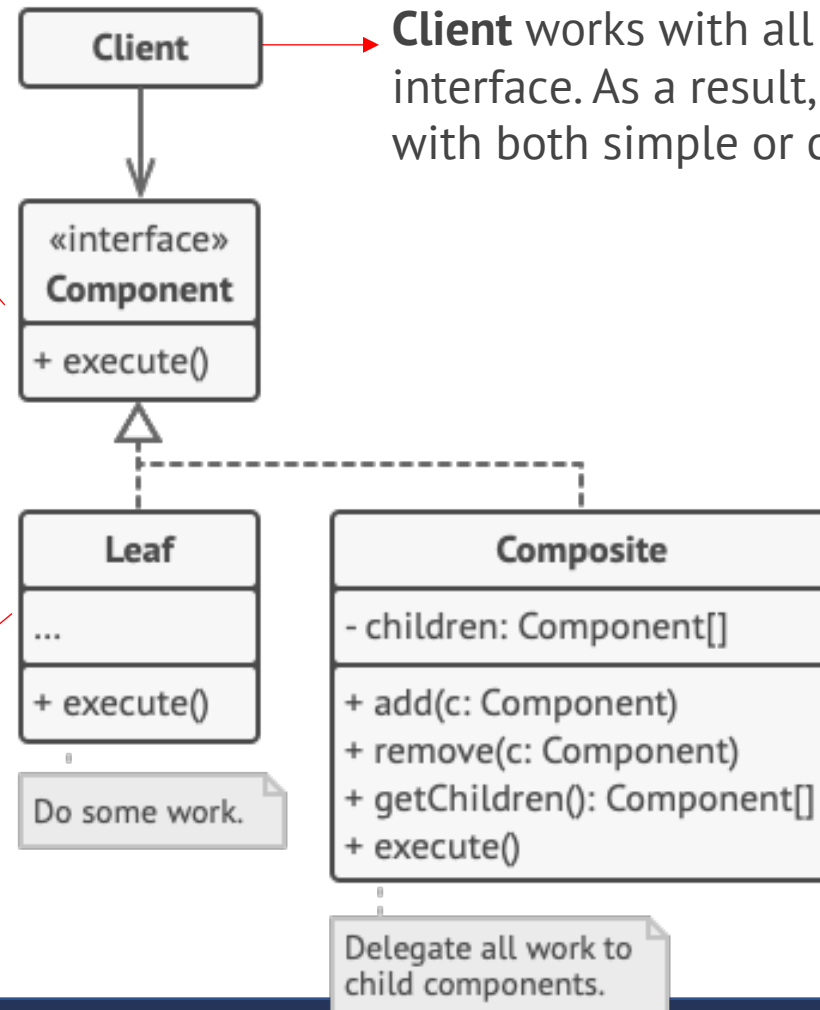 Client
Client works with all
interface. As a result,
with both simple or
«interface»
Component
+ execute()
Leaf
...
+ execute()
Do some work.
Composite
- children: Component[]
+ add(c: Component)
+ remove(c: Component)
+ getChildren(): Component[]
+ execute()
Delegate all work to
child components.